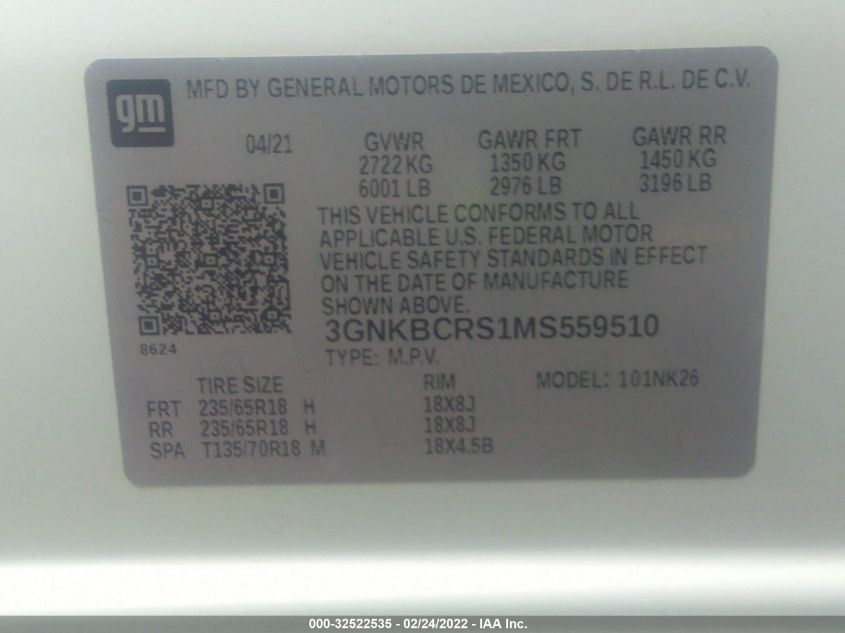 gm
MFD BY GENERAL MOTORS DE MEXICO, S. DE R.L. DE C.V.
04/21 GVWR GAWR FRT GAWR RR
2722 KG 1350 KG 1450 KG
6001 LB 2976 LB 3196 LB
THIS VEHICLE CONFORMS TO ALL
APPLICABLE U.S. FEDERAL MOTOR
VEHICLE SAFETY STANDARDS IN EFFECT
ON THE DATE OF MANUFACTURE
SHOWN ABOVE.
3GNKBCRS1MS559510
8624
TYPE: M.P.V.
TIRE SIZE RIM MODEL: 101NK26
FRT 235/65R18 H 18X8J
RR 235/65R18 H 18X8J
SPA T135/70R18 M 18X4.5B
000-32522535 - 02/24/2022 - IAA Inc.